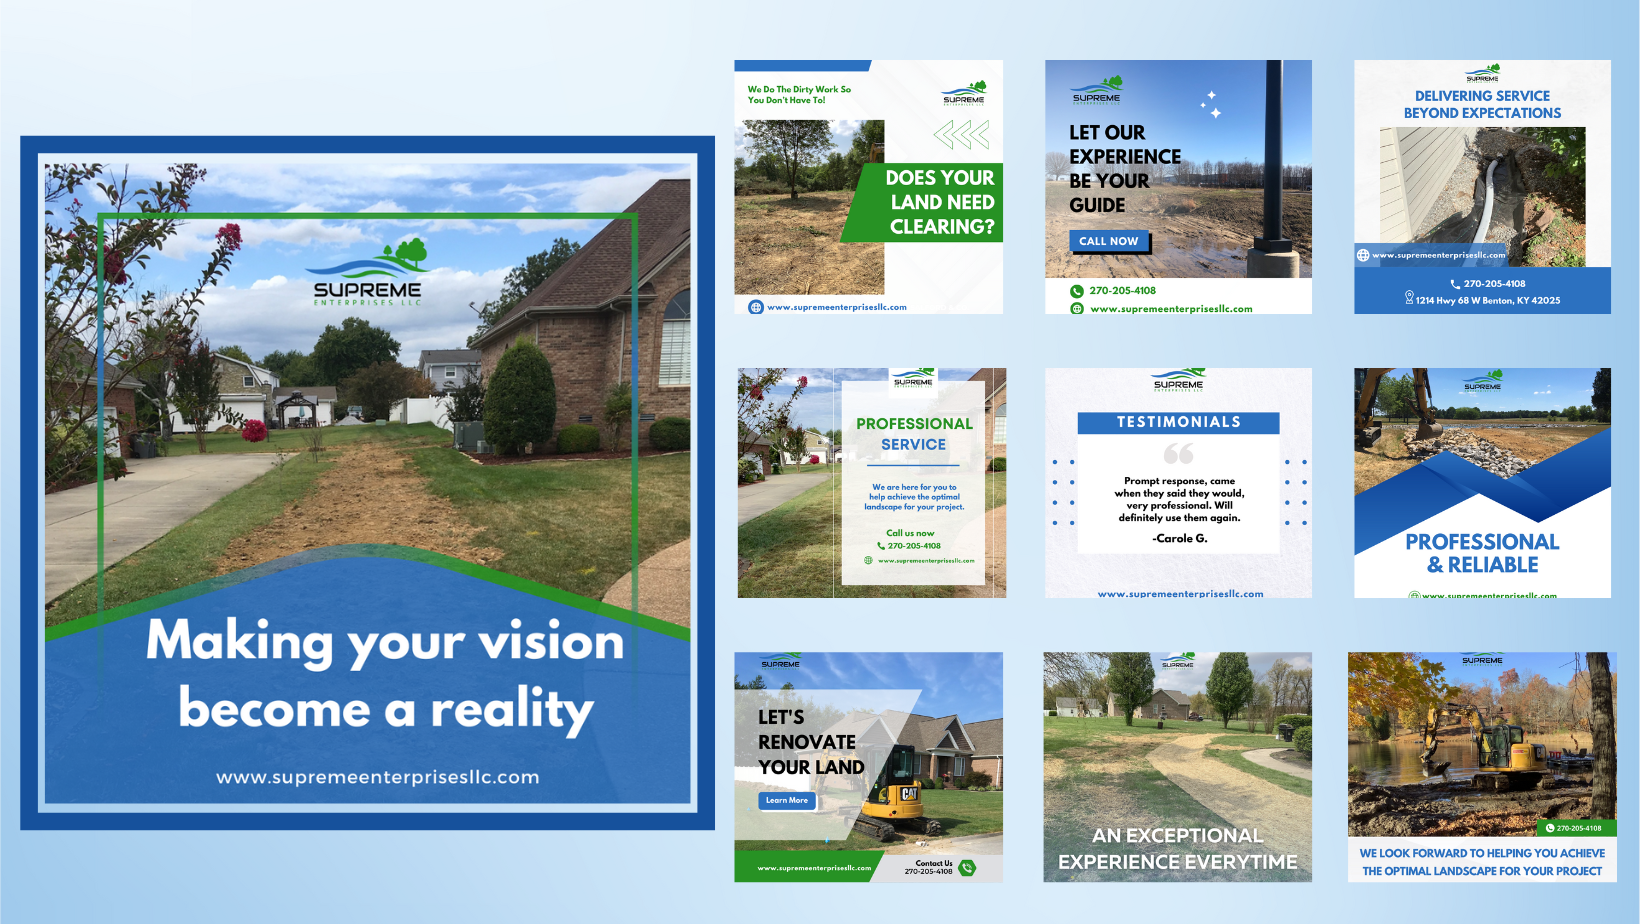 SUPREME
ENTERPRISES LLC
Making your vision
become a reality
www.supremeenterprisesllc.com
We Do The Dirty Work So
You Don't Have To!
SUPREME
ENTERPRISES LLC
DOES YOUR
LAND NEED
CLEARING?
www.supremeenterprisesllc.com
SUPREME
ENTERPRISES LLC
LET OUR
EXPERIENCE
BE YOUR
GUIDE
CALL NOW
270-205-4108
www.supremeenterprisesllc.com
SUPREME
DELIVERING SERVICE
BEYOND EXPECTATIONS
www.supremeenterprisesllc.com
270-205-4108
1214 Hwy 68 W Benton, KY 42025
SUPREME
PROFESSIONAL
SERVICE
We are here for you to
help achieve the optimal
landscape for your project.
Call us now
270-205-4108
www.supremeenterprisesllc.com
SUPREME
ENTERPRISES LLC
TESTIMONIALS
Prompt response, came
when they said they would,
very professional. Will
definitely use them again.
-Carole G.
www.supremeenterprisesllc.com
SUPREME
PROFESSIONAL
& RELIABLE
www.supremeenterprisesllc.com
SUPREME
LET'S
RENOVATE
YOUR LAND
Learn More
CAT
www.supremeenterprisesllc.com
Contact Us
270-205-4108
SUPREME
AN EXCEPTIONAL
EXPERIENCE EVERYTIME
SUPREME
270-205-4108
WE LOOK FORWARD TO HELPING YOU ACHIEVE
THE OPTIMAL LANDSCAPE FOR YOUR PROJECT